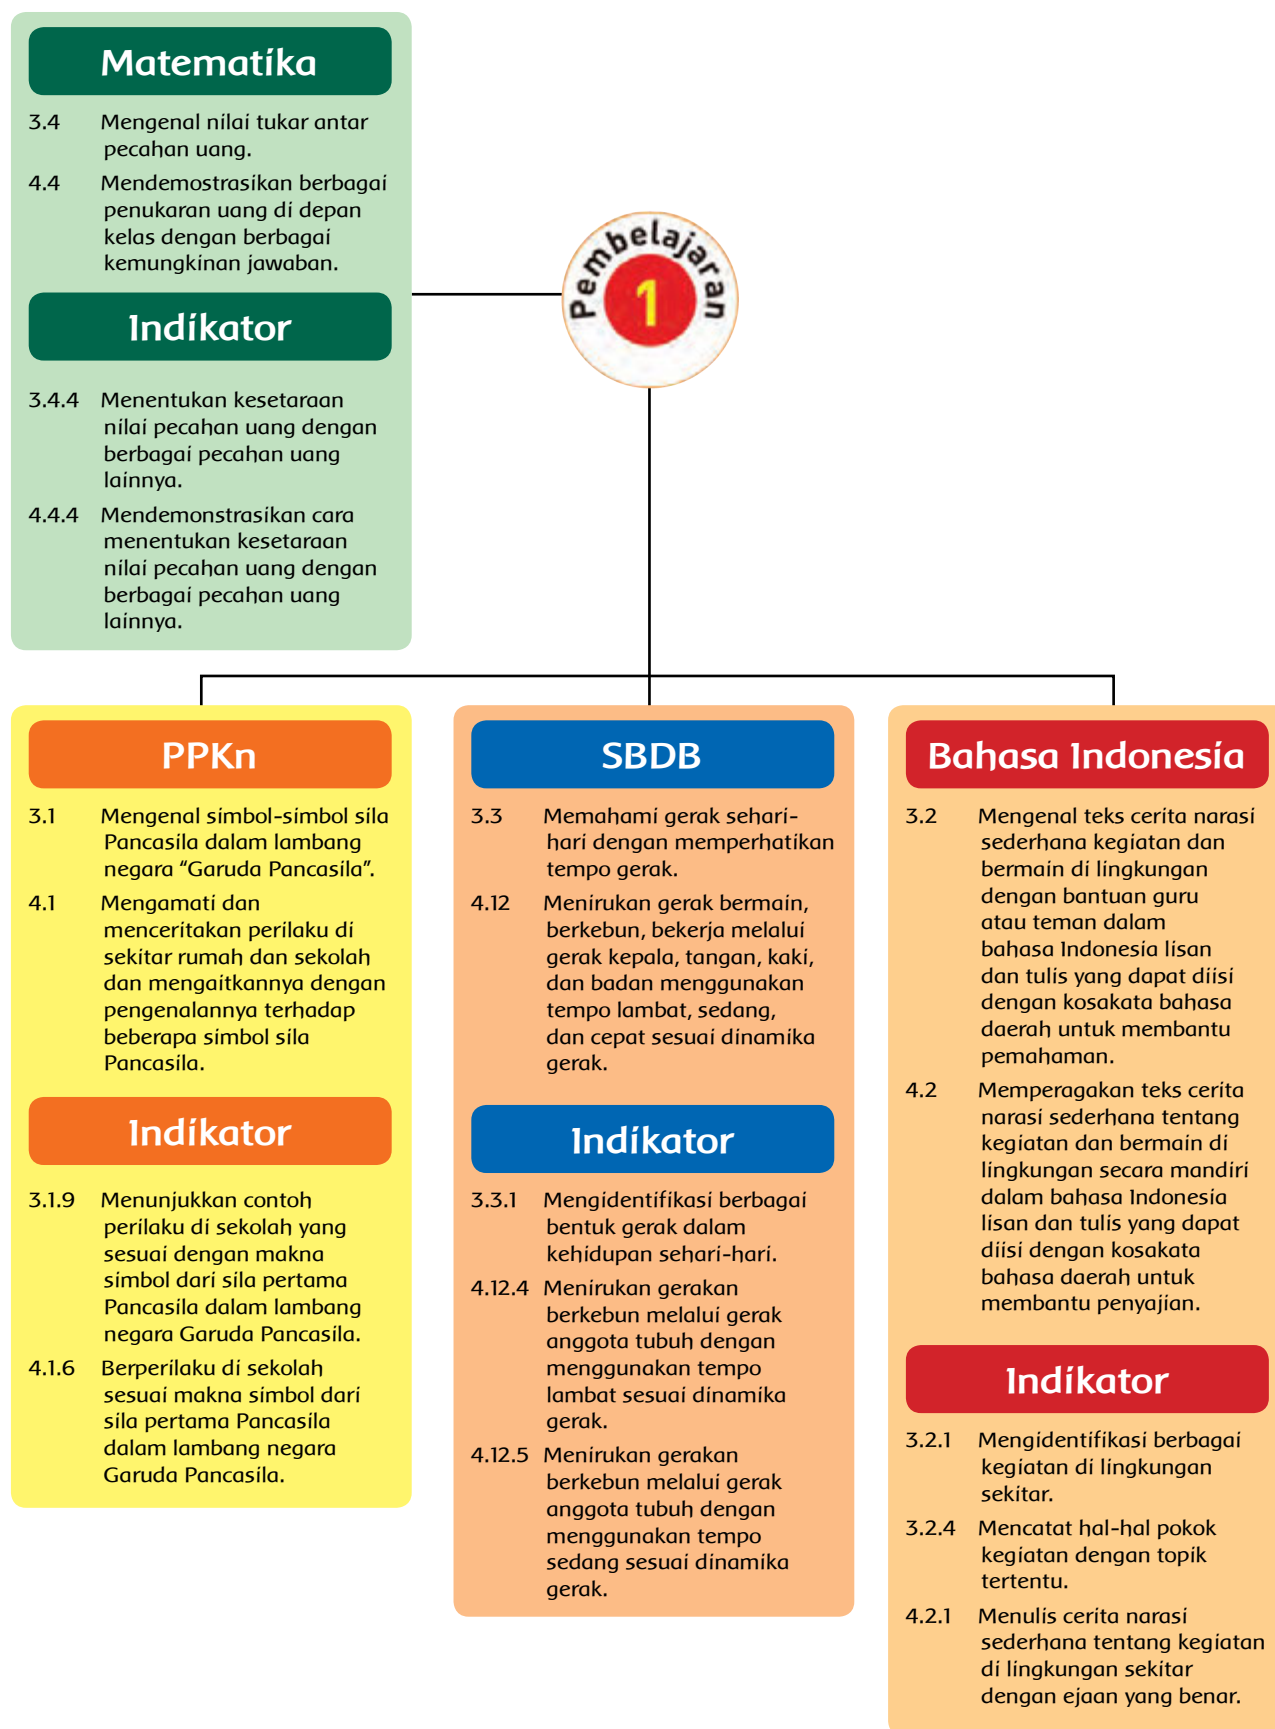 Matematika
3.4 Mengenal nilai tukar antar
pecahan uang.
4.4 Mendemostrasikan berbagai
penukaran uang di depan
kelas dengan berbagai
kemungkinan jawaban.
Indikator
3.4.4 Menentukan kesetaraan
nilai pecahan uang dengan
berbagai pecahan uang
lainnya.
4.4.4 Mendemonstrasikan cara
menentukan kesetaraan
nilai pecahan uang dengan
berbagai pecahan uang
lainnya.
Pembelajaran
1
PPKn
3.1 Mengenal simbol-simbol sila
Pancasila dalam lambang
negara “Garuda Pancasila”.
4.1 Mengamati dan
menceritakan perilaku di
sekitar rumah dan sekolah
dan mengaitkannya dengan
pengenalannya terhadap
beberapa simbol sila
Pancasila.
Indikator
3.1.9 Menunjukkan contoh
perilaku di sekolah yang
sesuai dengan makna
simbol dari sila pertama
Pancasila dalam lambang
negara Garuda Pancasila.
4.1.6 Berperilaku di sekolah
sesuai makna simbol dari
sila pertama Pancasila
dalam lambang negara
Garuda Pancasila.
SBDB
3.3 Memahami gerak sehari-
hari dengan memperhatikan
tempo gerak.
4.12 Menirukan gerak bermain,
berkebun, bekerja melalui
gerak kepala, tangan, kaki,
dan badan menggunakan
tempo lambat, sedang,
dan cepat sesuai dinamika
gerak.
Indikator
3.3.1 Mengidentifikasi berbagai
bentuk gerak dalam
kehidupan sehari-hari.
4.12.4 Menirukan gerakan
berkebun melalui gerak
anggota tubuh dengan
menggunakan tempo
lambat sesuai dinamika
gerak.
4.12.5 Menirukan gerakan
berkebun melalui gerak
anggota tubuh dengan
menggunakan tempo
sedang sesuai dinamika
gerak.
Bahasa Indonesia
3.2 Mengenal teks cerita narasi
sederhana kegiatan dan
bermain di lingkungan
dengan bantuan guru
atau teman dalam
bahasa Indonesia lisan
dan tulis yang dapat diisi
dengan kosakata bahasa
daerah untuk membantu
pemahaman.
4.2 Memperagakan teks cerita
narasi sederhana tentang
kegiatan dan bermain di
lingkungan secara mandiri
dalam bahasa Indonesia
lisan dan tulis yang dapat
diisi dengan kosakata
bahasa daerah untuk
membantu penyajian.
Indikator
3.2.1 Mengidentifikasi berbagai
kegiatan di lingkungan
sekitar.
3.2.4 Mencatat hal-hal pokok
kegiatan dengan topik
tertentu.
4.2.1 Menulis cerita narasi
sederhana tentang kegiatan
di lingkungan sekitar
dengan ejaan yang benar.